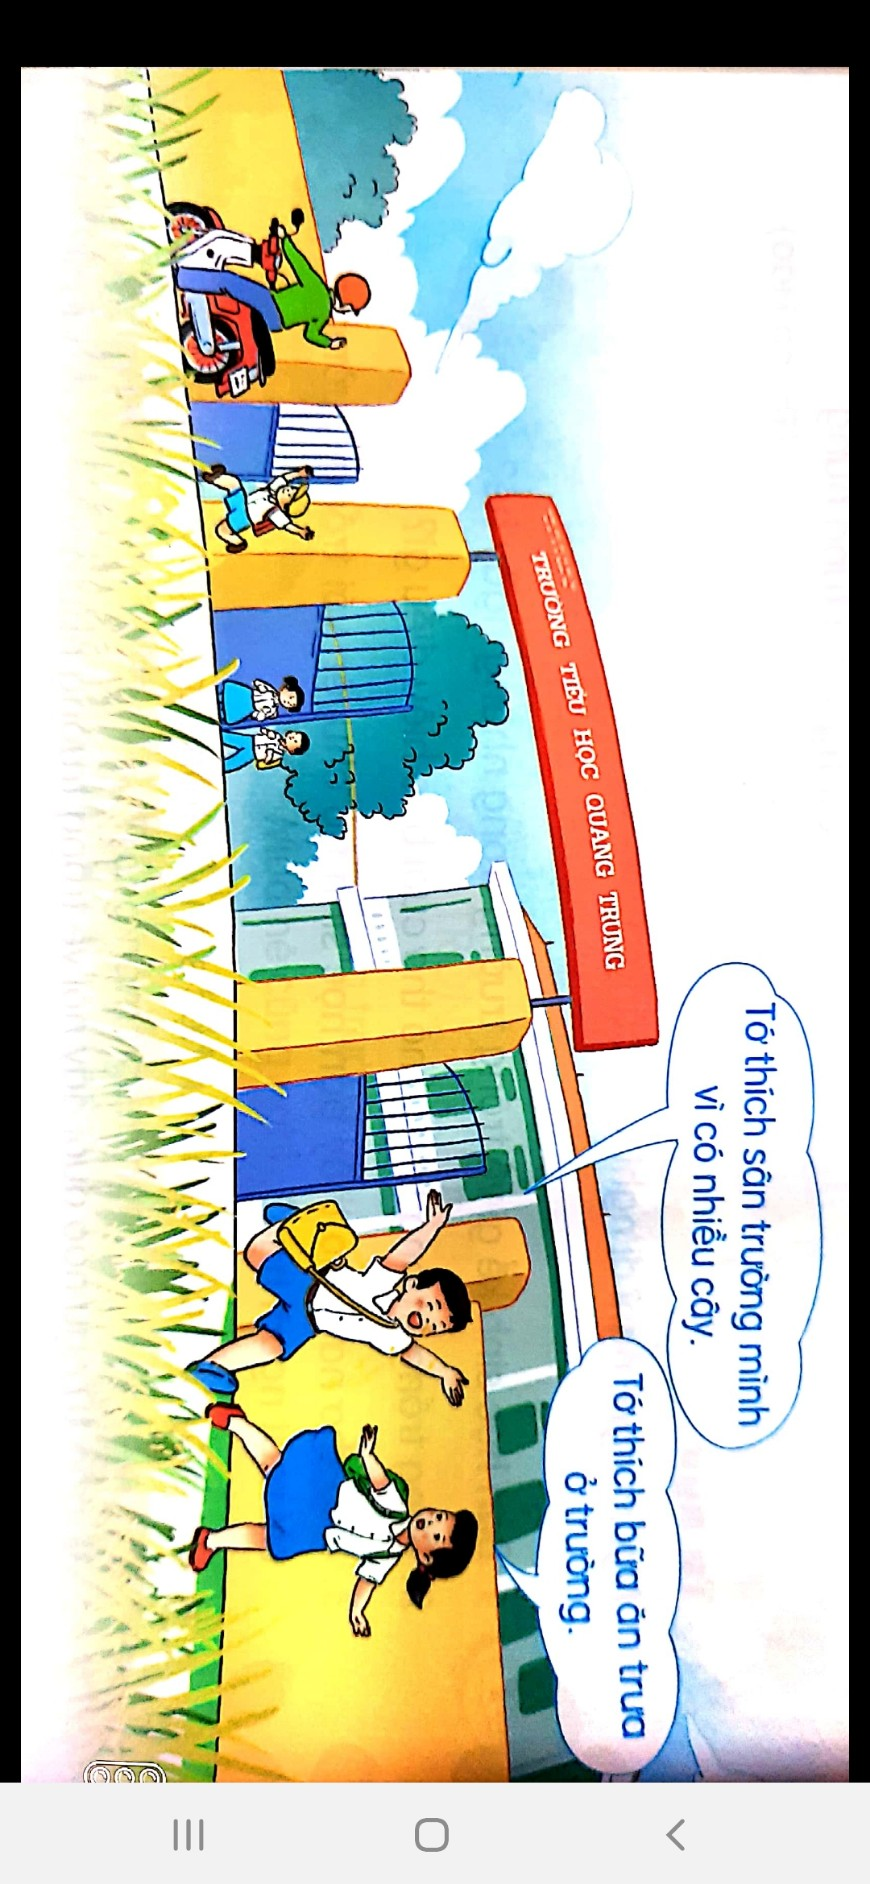 TRƯỜNG TIỂU HỌC QUANG TRUNG
Tớ thích sân trường mình
vì có nhiều cây.
Tớ thích bữa ăn trưa
ở trường.